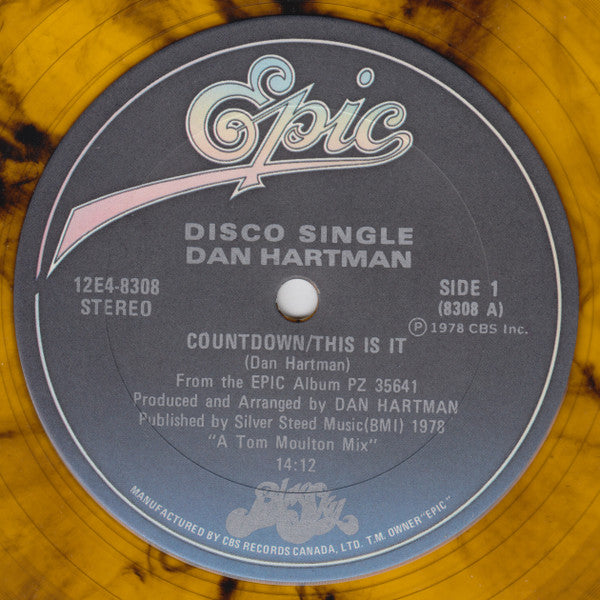 Epic
DISCO SINGLE
DAN HARTMAN
12E4-8308
STEREO
SIDE 1
(8308 A)
Ⓟ 1978 CBS Inc.
COUNTDOWN/THIS IS IT
(Dan Hartman)
From the EPIC Album PZ 35641
Produced and Arranged by DAN HARTMAN
Published by Silver Steed Music(BMI) 1978
"A Tom Moulton Mix"
14:12
MANUFACTURED BY CBS RECORDS CANADA, LTD. T.M. OWNER "EPIC"